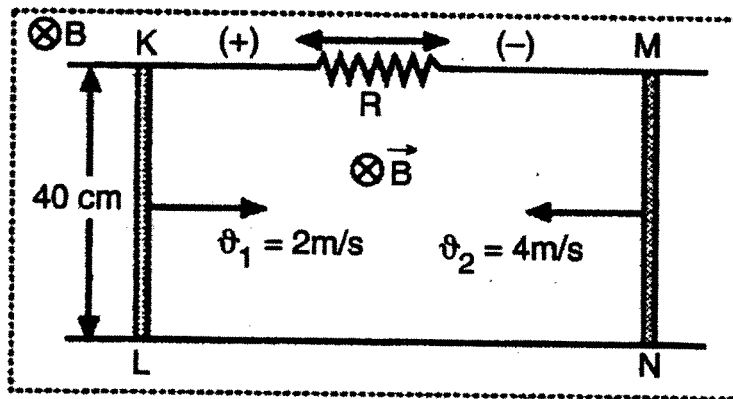 ⊗B K (+) (–) M
R
⊗B⃗
40 cm
ϑ₁ = 2m/s ϑ₂ = 4m/s
L N